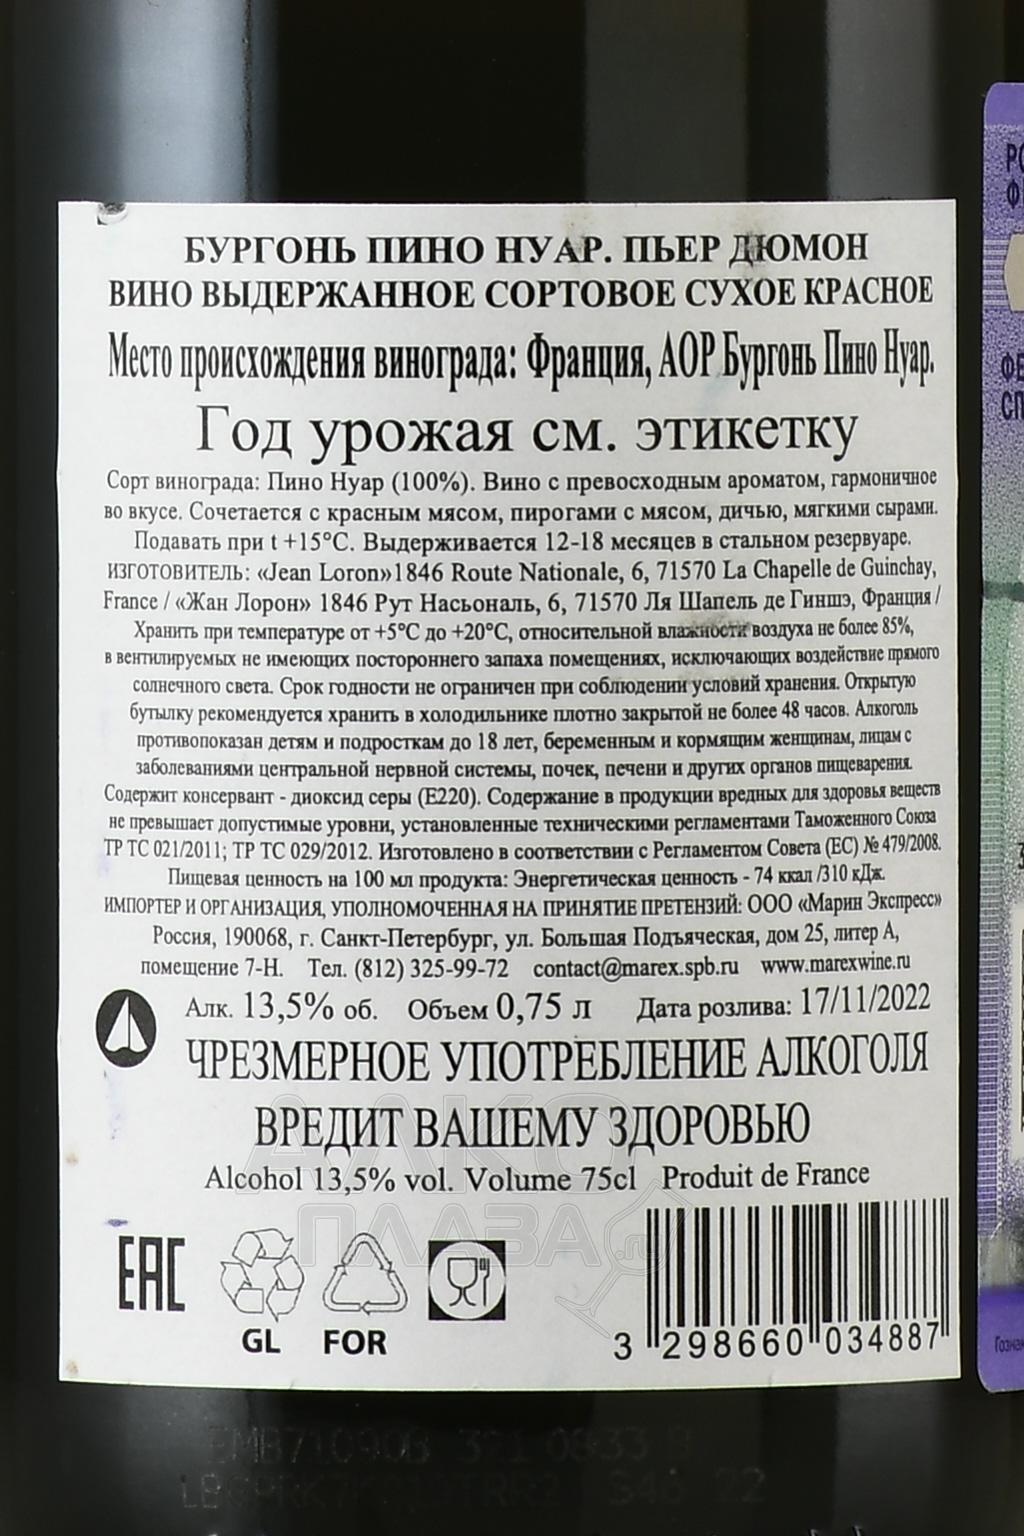 БУРГОНЬ ПИНО НУАР. ПЬЕР ДЮМОН
ВИНО ВЫДЕРЖАННОЕ СОРТОВОЕ СУХОЕ КРАСНОЕ
Место происхождения винограда: Франция, АОР Бургонь Пино Нуар.
Год урожая см. этикетку
Сорт винограда: Пино Нуар (100%). Вино с превосходным ароматом, гармоничное
во вкусе. Сочетается с красным мясом, пирогами с мясом, дичью, мягкими сырами.
Подавать при t +15°С. Выдерживается 12-18 месяцев в стальном резервуаре.
ИЗГОТОВИТЕЛЬ: «Jean Loron»1846 Route Nationale, 6, 71570 La Chapelle de Guinchay,
France / «Жан Лорон» 1846 Рут Насьональ, 6, 71570 Ля Шапель де Гиншэ, Франция /
Хранить при температуре от +5°С до +20°С, относительной влажности воздуха не более 85%,
в вентилируемых не имеющих постороннего запаха помещениях, исключающих воздействие прямого
солнечного света. Срок годности не ограничен при соблюдении условий хранения. Открытую
бутылку рекомендуется хранить в холодильнике плотно закрытой не более 48 часов. Алкоголь
противопоказан детям и подросткам до 18 лет, беременным и кормящим женщинам, лицам с
заболеваниями центральной нервной системы, почек, печени и других органов пищеварения.
Содержит консервант - диоксид серы (Е220). Содержание в продукции вредных для здоровья веществ
не превышает допустимые уровни, установленные техническими регламентами Таможенного Союза
ТР ТС 021/2011; ТР ТС 029/2012. Изготовлено в соответствии с Регламентом Совета (ЕС) № 479/2008.
Пищевая ценность на 100 мл продукта: Энергетическая ценность - 74 ккал /310 кДж.
ИМПОРТЕР И ОРГАНИЗАЦИЯ, УПОЛНОМОЧЕННАЯ НА ПРИНЯТИЕ ПРЕТЕНЗИЙ: ООО «Марин Экспресс»
Россия, 190068, г. Санкт-Петербург, ул. Большая Подъяческая, дом 25, литер А,
помещение 7-Н. Тел. (812) 325-99-72 contact@marex.spb.ru www.marexwine.ru
Алк. 13,5% об. Объем 0,75 л Дата розлива: 17/11/2022
ЧРЕЗМЕРНОЕ УПОТРЕБЛЕНИЕ АЛКОГОЛЯ
ВРЕДИТ ВАШЕМУ ЗДОРОВЬЮ
Alcohol 13,5% vol. Volume 75cl Produit de France
АЛКО
ПЛАЗА.ru
EAC
GL FOR
3 298660 034887